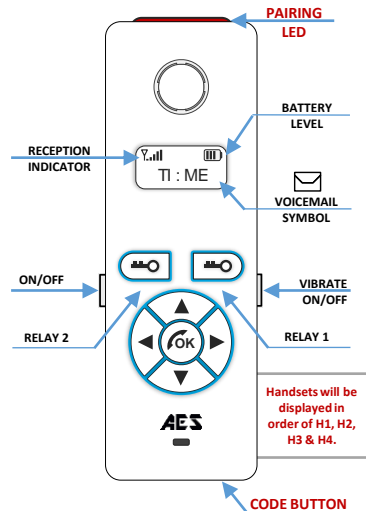 PAIRING
LED
BATTERY
LEVEL
RECEPTION
INDICATOR
TI : ME
VOICEMAIL
SYMBOL
ON/OFF
VIBRATE
ON/OFF
RELAY 2
RELAY 1
OK
Handsets will be
displayed in
order of H1, H2,
H3 & H4.
AES
CODE BUTTON